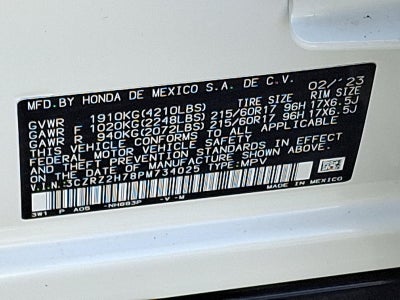 MFD.BY HONDA DE MEXICO S.A. DE C.V. 02/'23
TIRE SIZE RIM SIZE
GVWR 1910KG(4210LBS)
GAWR F 1020KG(2248LBS) 215/60R17 96H 17X6.5J
GAWR R 940KG(2072LBS) 215/60R17 96H 17X6.5J
THIS VEHICLE CONFORMS TO ALL APPLICABLE
FEDERAL MOTOR VEHICLE SAFETY
AND THEFT PREVENTION STANDARDS IN EFFECT ON
THE DATE OF MANUFACTURE SHOWN ABOVE.
V.I.N.:3CZRZ2H78PM734025 TYPE:MPV
MADE IN MEXICO
3W1 P A05 -NH883P -V -M